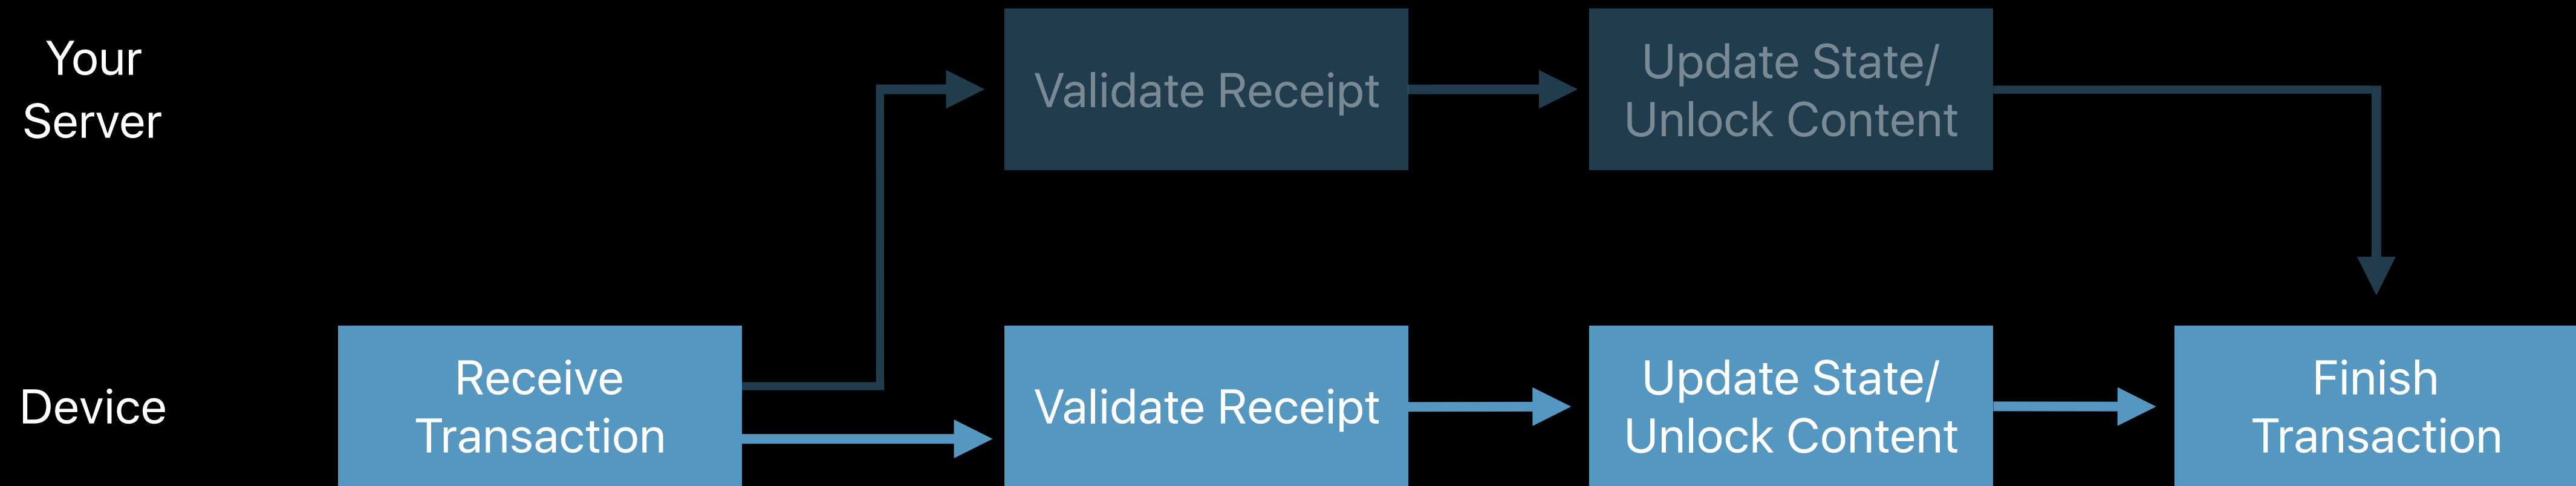 Your
Server
Validate Receipt
Update State/
Unlock Content
Device
Receive
Transaction
Validate Receipt
Update State/
Unlock Content
Finish
Transaction